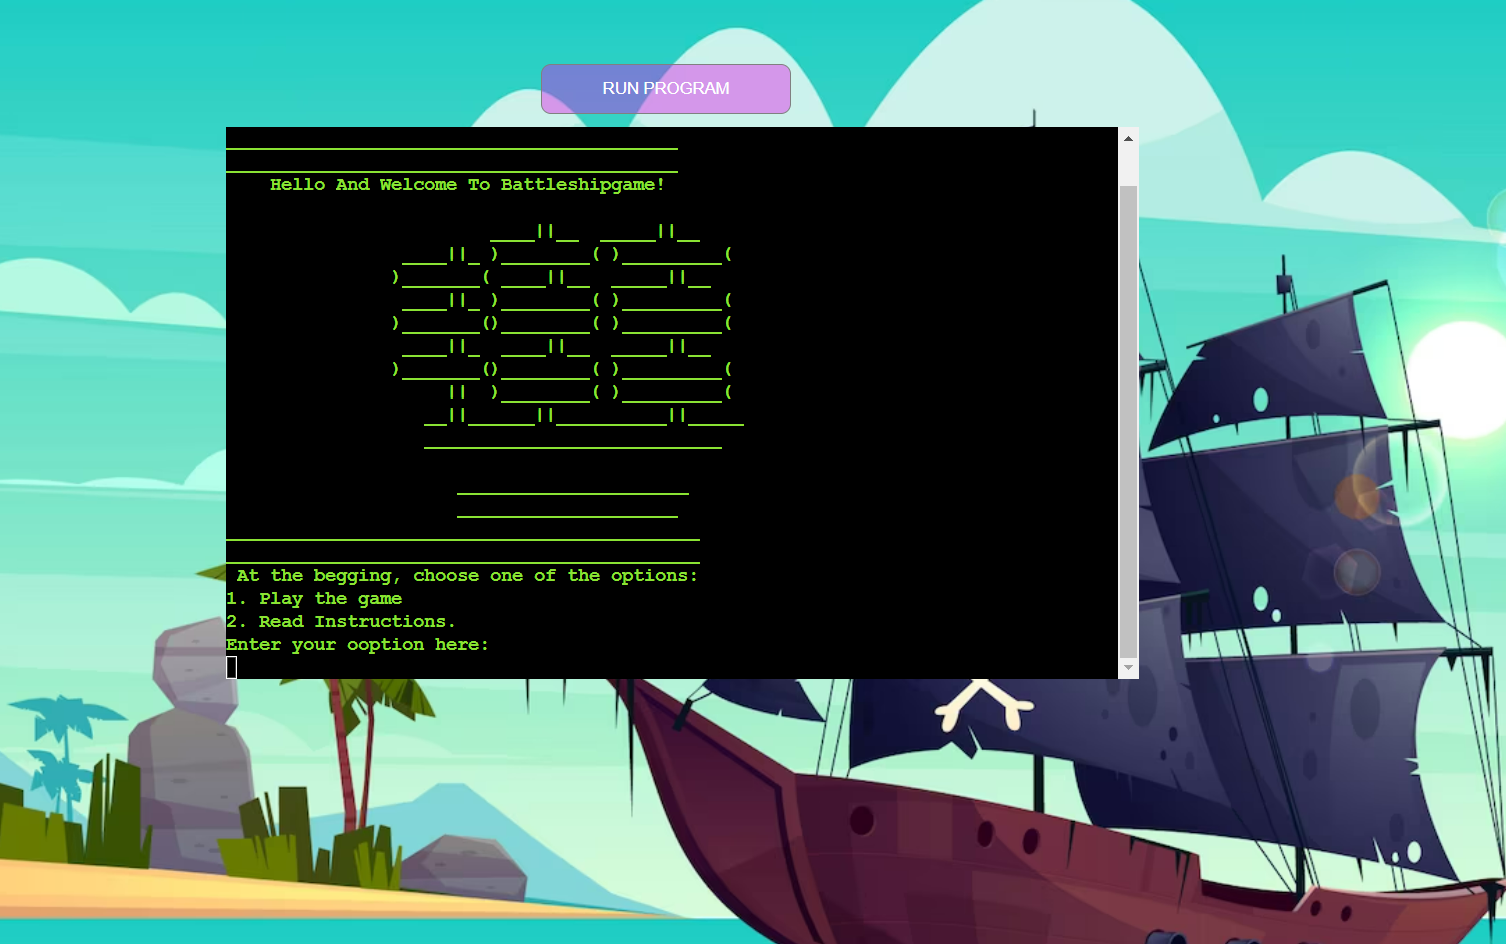 RUN PROGRAM
Hello And Welcome To Battleshipgame!
At the begging, choose one of the options:
1. Play the game
2. Read Instructions.
Enter your ooption here: